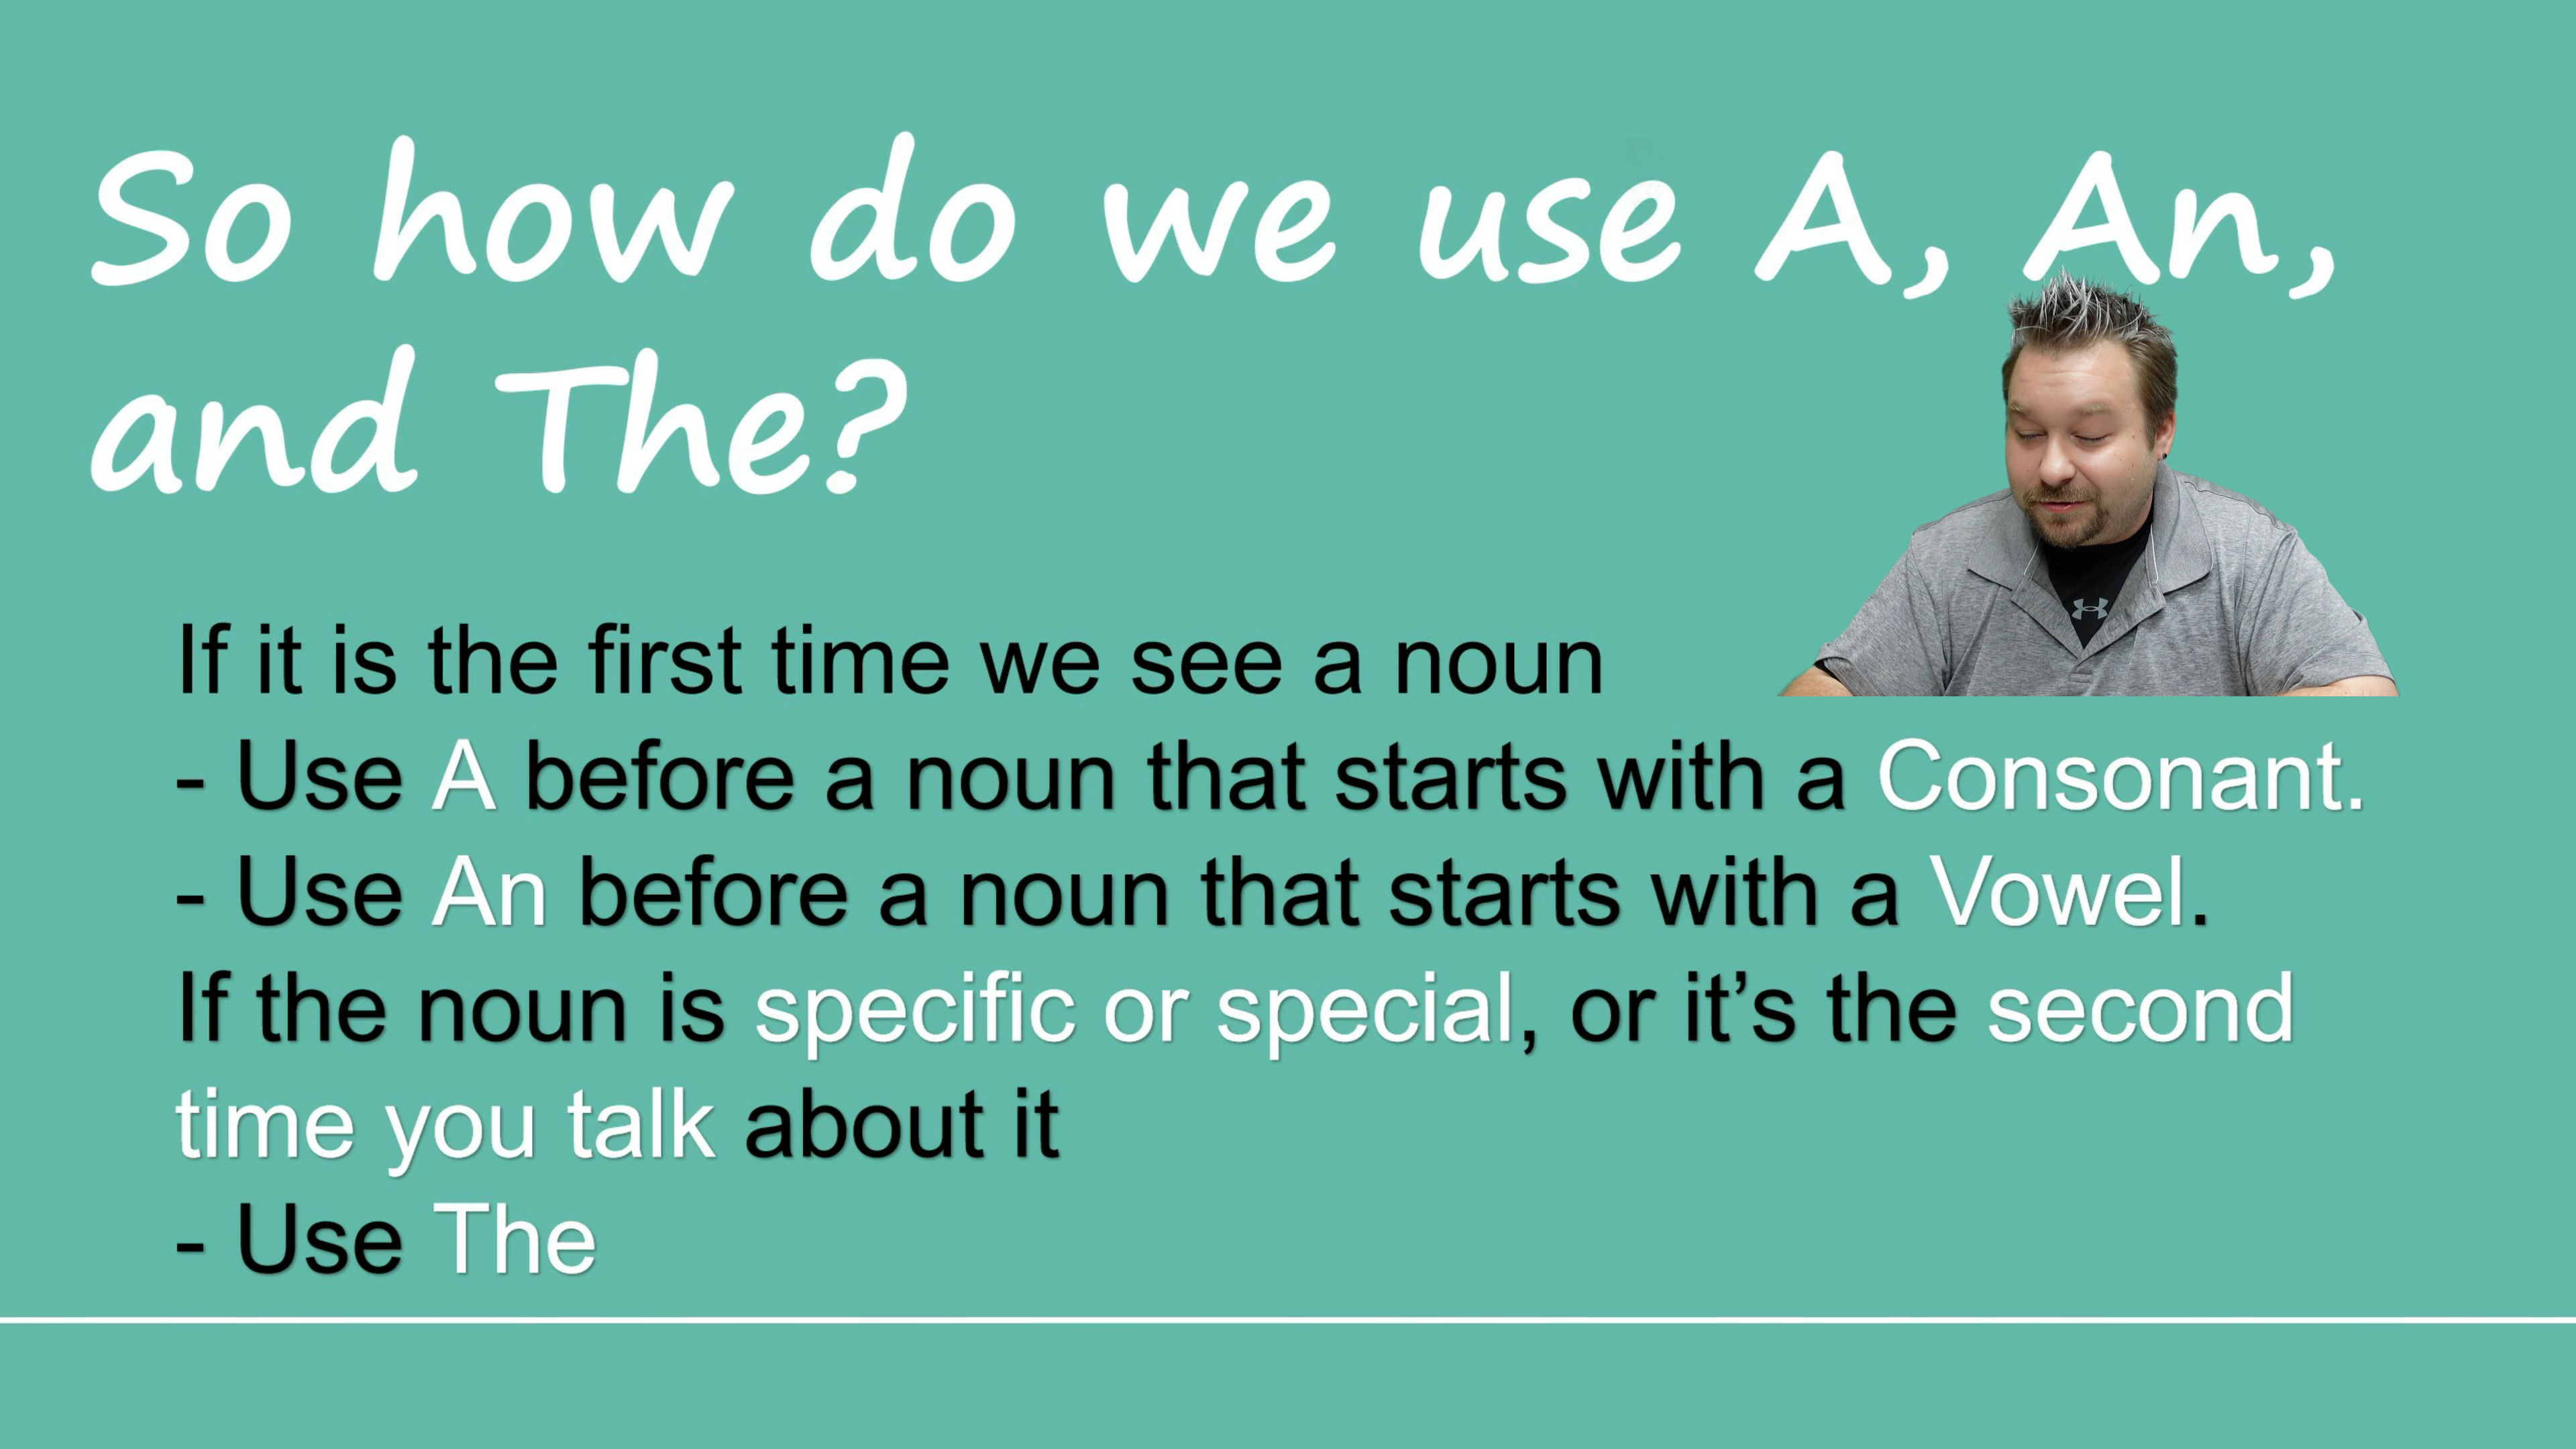 So how do we use A, An,
and The?
If it is the first time we see a noun
- Use A before a noun that starts with a Consonant.
- Use An before a noun that starts with a Vowel.
If the noun is specific or special, or it’s the second
time you talk about it
- Use The